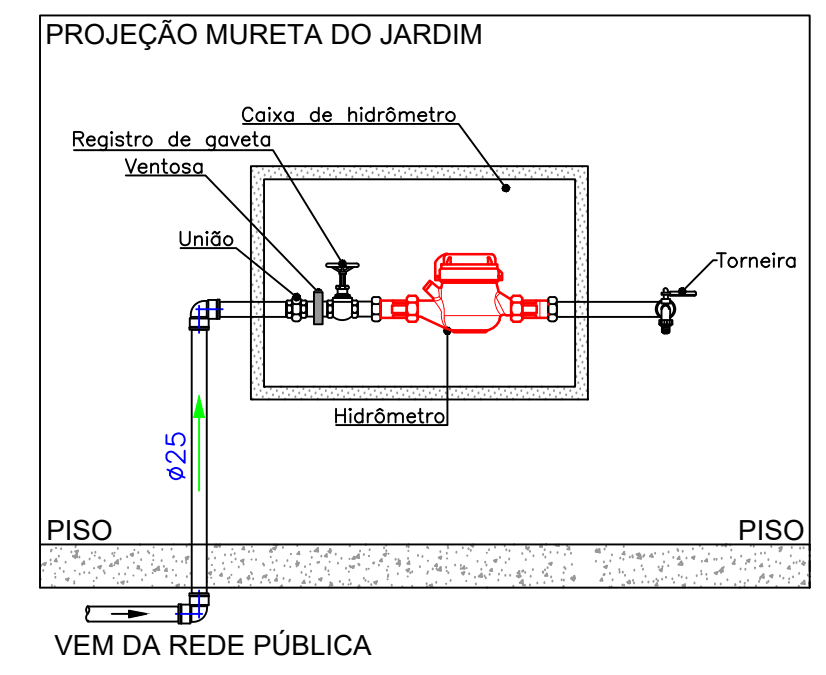 PROJEÇÃO MURETA DO JARDIM
Caixa de hidrômetro
Registro de gaveta
Ventosa
União
Torneira
Hidrômetro
ø25
PISO
PISO
VEM DA REDE PÚBLICA